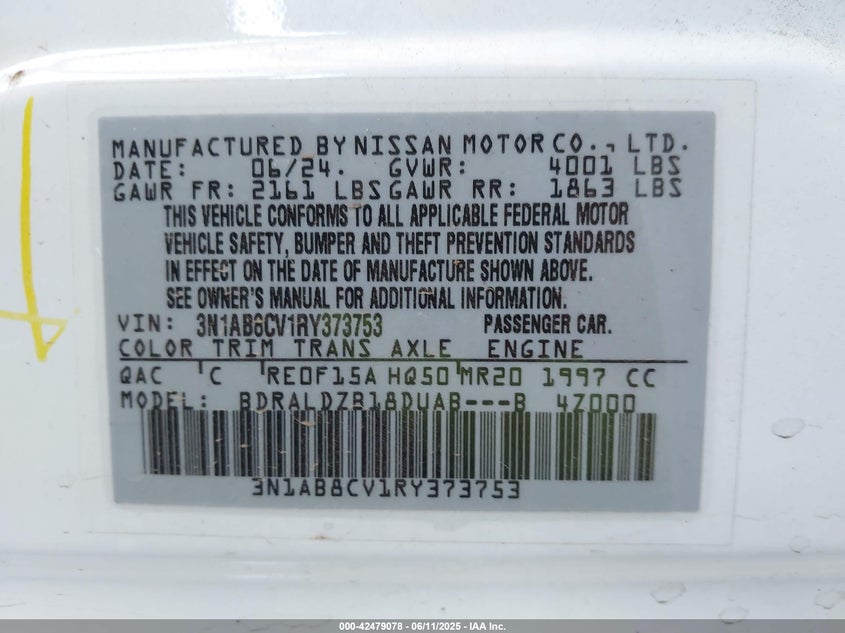 MANUFACTURED BY NISSAN MOTOR CO., LTD.
DATE: 06/24. GVWR: 4001 LBS
GAWR FR: 2161 LBS GAWR RR: 1863 LBS
THIS VEHICLE CONFORMS TO ALL APPLICABLE FEDERAL MOTOR
VEHICLE SAFETY, BUMPER AND THEFT PREVENTION STANDARDS
IN EFFECT ON THE DATE OF MANUFACTURE SHOWN ABOVE.
SEE OWNER'S MANUAL FOR ADDITIONAL INFORMATION.
VIN: 3N1AB8CV1RY373753 PASSENGER CAR.
COLOR TRIM TRANS AXLE ENGINE
QAC C RE0F15A HQ50 MR20 1997 CC
MODEL: BDRALDZB18DUAB---B 4Z000
3N1AB8CV1RY373753
000-42479078 - 06/11/2025 - IAA Inc.